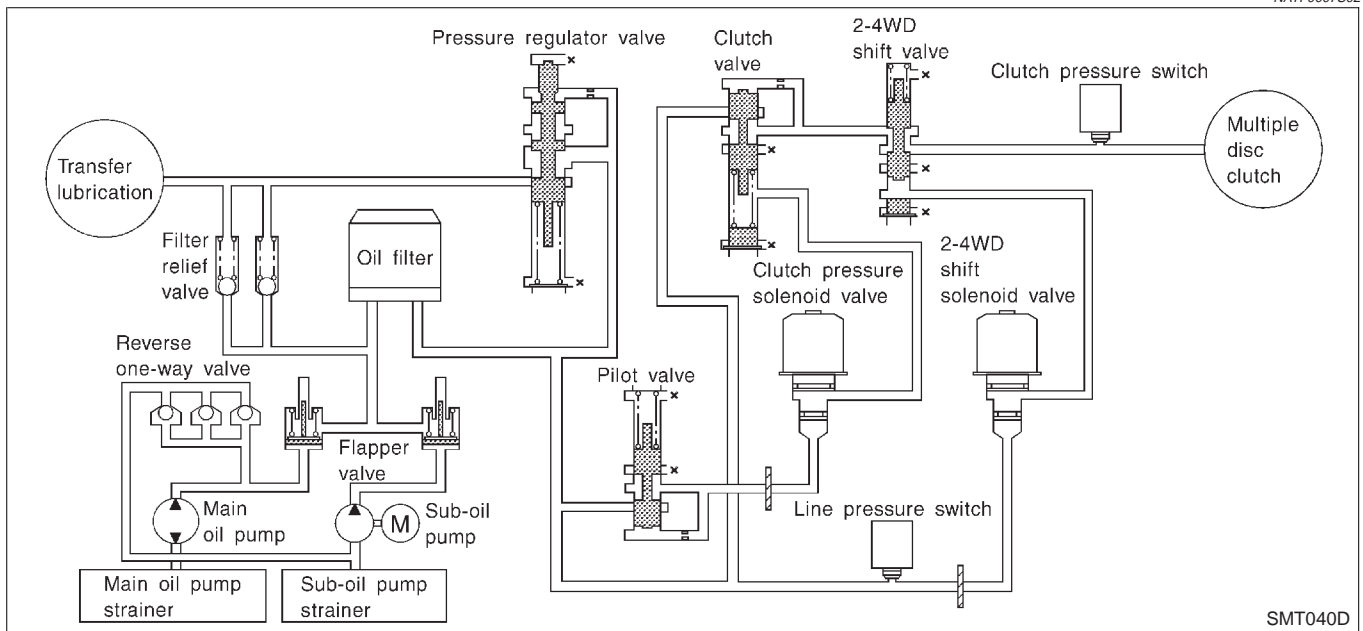 Pressure regulator valve
Clutch
valve
2-4WD
shift valve
Clutch pressure switch
Multiple
disc
clutch
Transfer
lubrication
Filter
relief
valve
Oil filter
Clutch pressure
solenoid valve
2-4WD
shift
solenoid valve
Reverse
one-way valve
Pilot valve
Flapper
valve
Main
oil pump
M
Sub-oil
pump
Line pressure switch
Main oil pump
strainer
Sub-oil pump
strainer
SMT040D